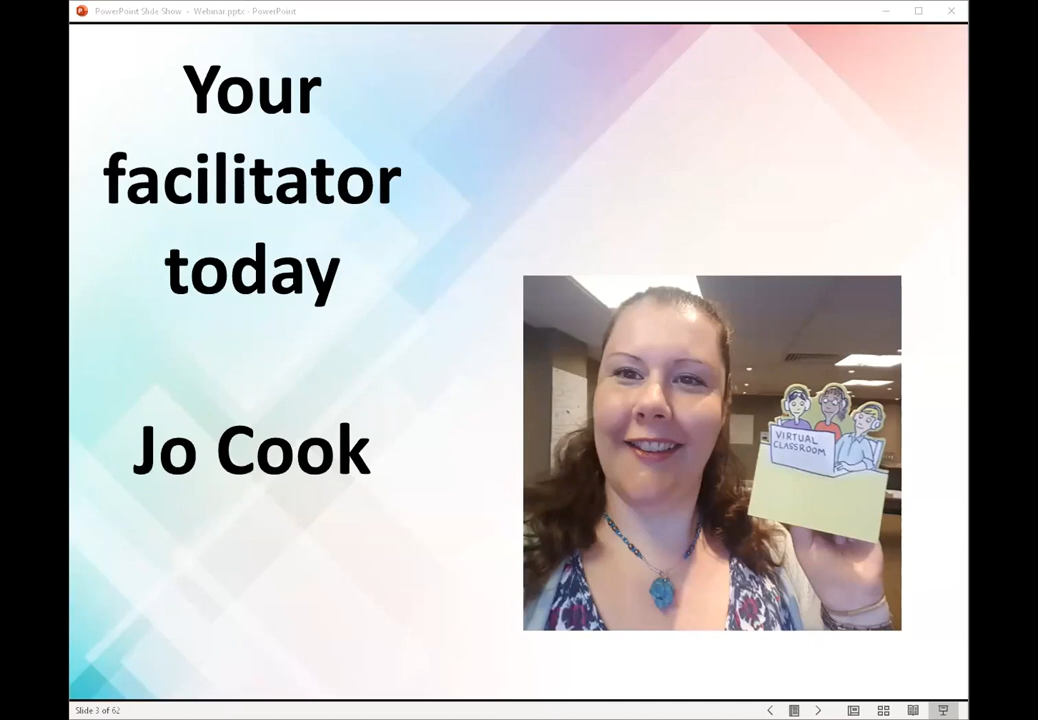 PowerPoint Slide Show - Webinar.pptx - PowerPoint
Your
facilitator
today
Jo Cook
VIRTUAL
CLASSROOM
Slide 3 of 62